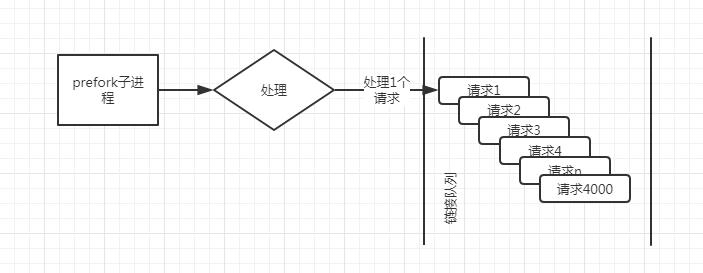 prefork子进
程
处理
处理1个
请求
请求1
请求2
请求3
请求4
请求n
请求4000
链接队列